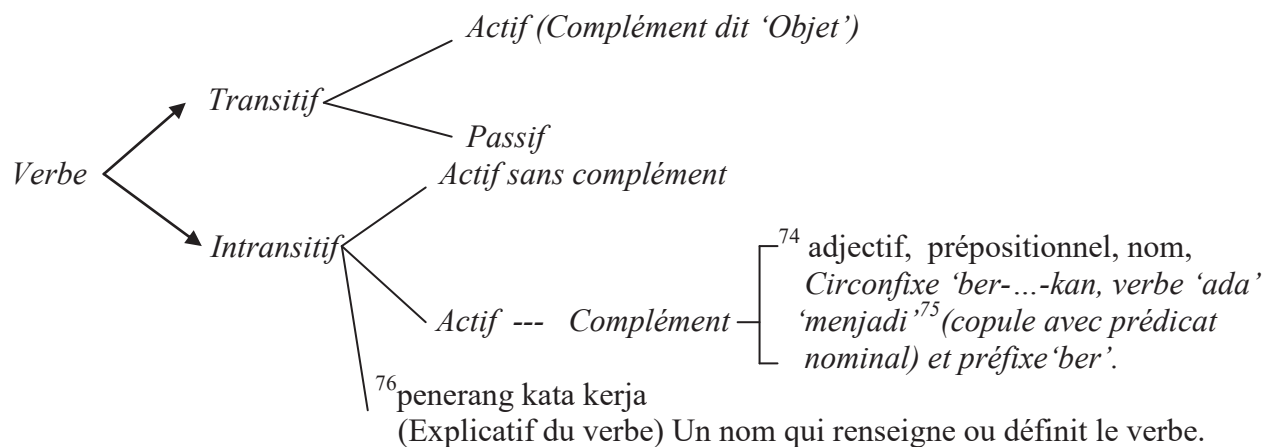 Actif (Complément dit ‘Objet’)
Transitif
Passif
Verbe
Actif sans complément
Intransitif
74 adjectif, prépositionnel, nom,
Circonfixe ‘ber-...-kan, verbe ‘ada’
Actif --- Complément
‘menjadi’75 (copule avec prédicat
nominal) et préfixe‘ber’.
76penerang kata kerja
(Explicatif du verbe) Un nom qui renseigne ou définit le verbe.